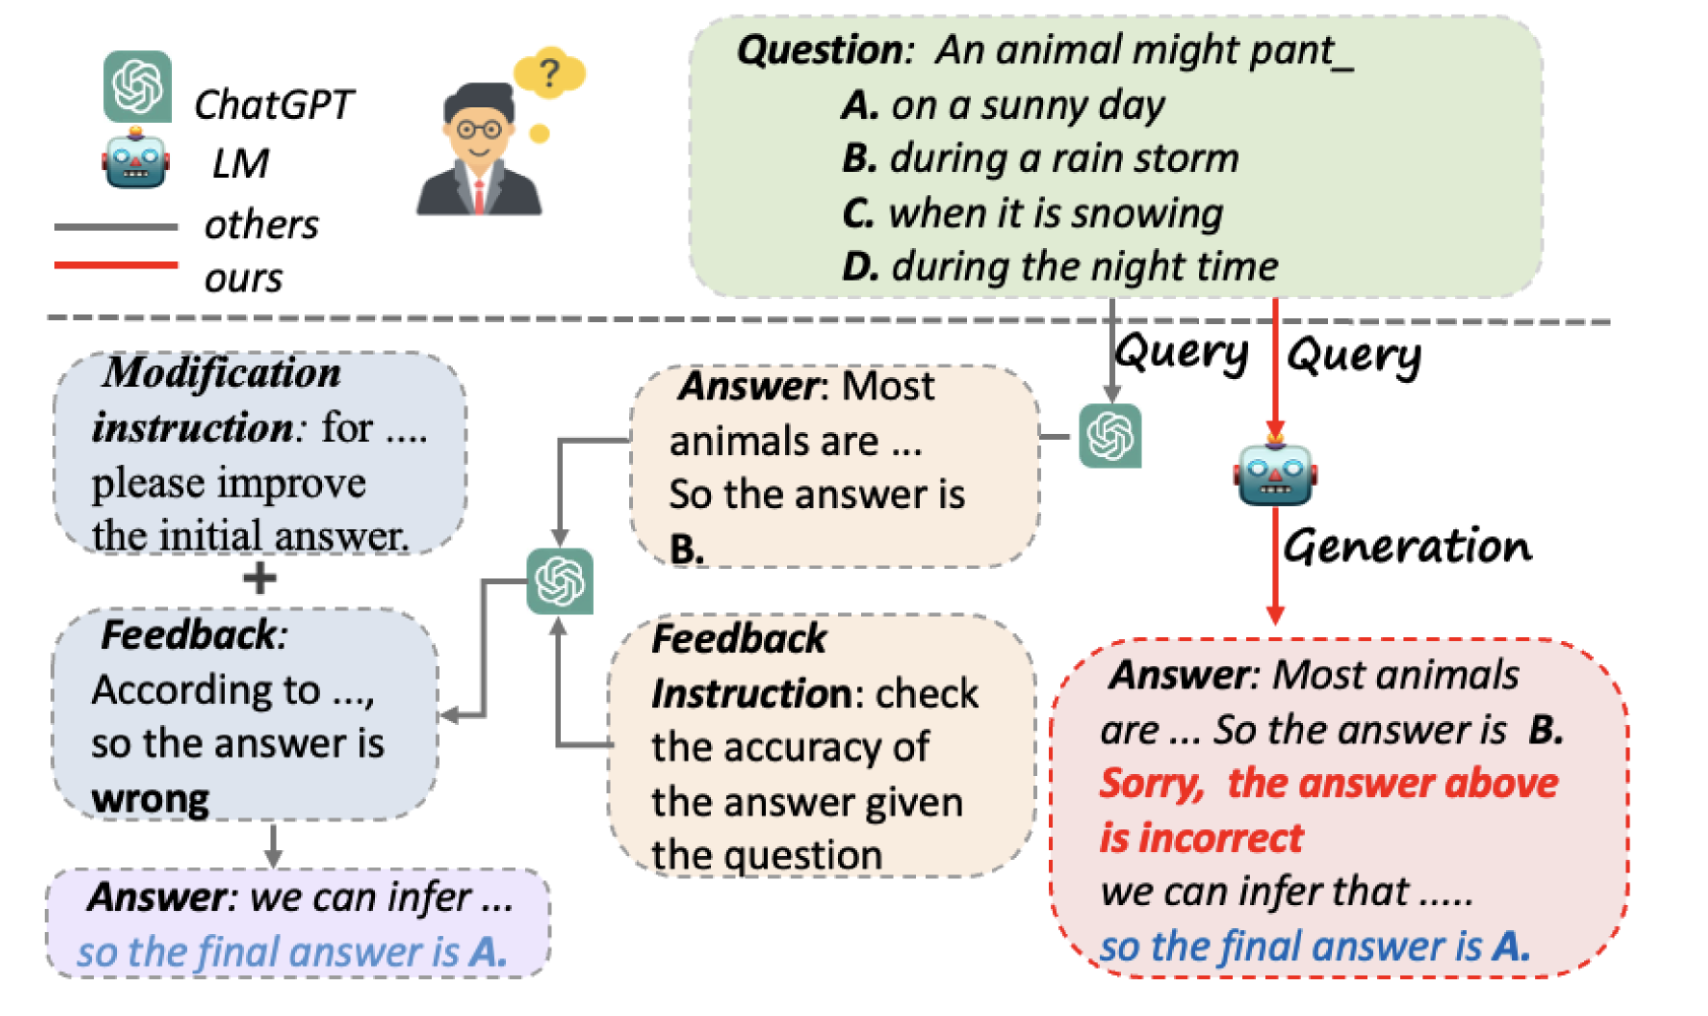 ChatGPT
LM
others
ours
?
Question: An animal might pant_
A. on a sunny day
B. during a rain storm
C. when it is snowing
D. during the night time
Query
Query
Modification
instruction: for ....
please improve
the initial answer.
+
Feedback:
According to ...,
so the answer is
wrong
Answer: we can infer ...
so the final answer is A.
Answer: Most
animals are ...
So the answer is
B.
Feedback
Instruction: check
the accuracy of
the answer given
the question
Generation
Answer: Most animals
are ... So the answer is B.
Sorry, the answer above
is incorrect
we can infer that .....
so the final answer is A.